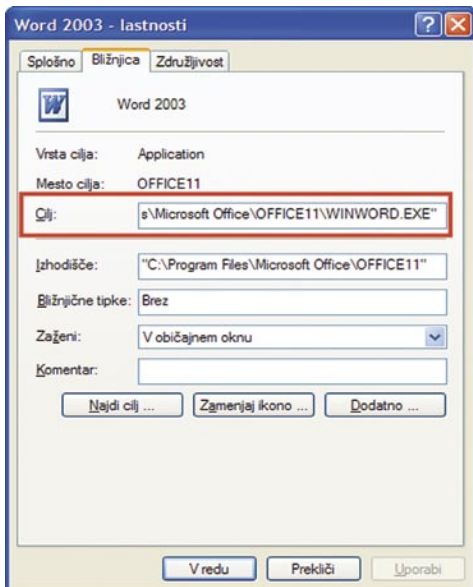 Word 2003 - lastnosti
Splošno Bližnjica Združljivost
Word 2003
Vrsta cilja: Application
Mesto cilja: OFFICE11
Cilj: s\Microsoft Office\OFFICE11\WINWORD.EXE"
Izhodišče: "C:\Program Files\Microsoft Office\OFFICE11"
Bližnjične tipke: Brez
Zaženi: V običajnem oknu
Komentar:
Najdi cilj ... Zamenjaj ikono ... Dodatno ...
V redu Prekliči Uporabi